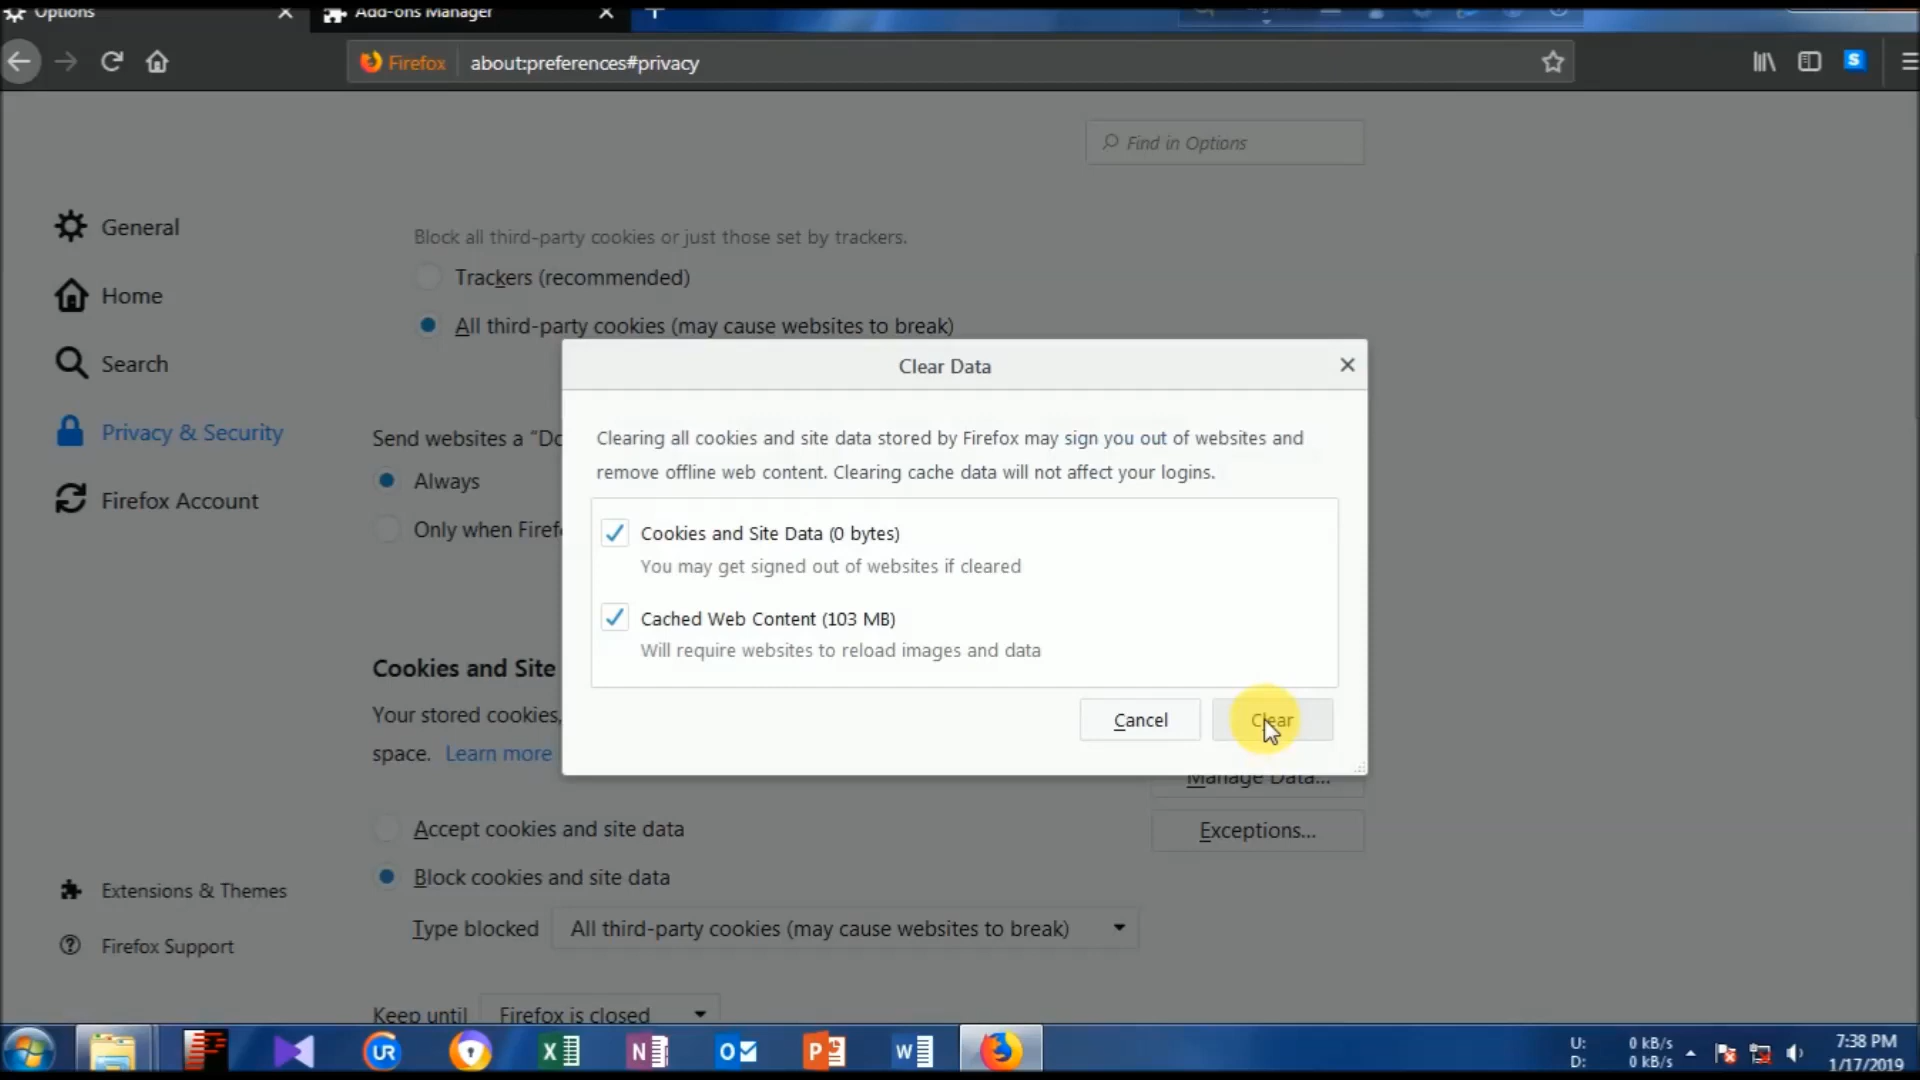 Options
Add-ons Manager
Firefox
about:preferences#privacy
S
Find in Options
General
Home
Search
Privacy & Security
Firefox Account
Extensions & Themes
Firefox Support
Block all third-party cookies or just those set by trackers.
Trackers (recommended)
All third-party cookies (may cause websites to break)
Send websites a “Do
Always
Only when Firef
Cookies and Site
Your stored cookies,
space. Learn more
Manage Data...
Accept cookies and site data
Exceptions...
Block cookies and site data
Type blocked All third-party cookies (may cause websites to break)
Keep until Firefox is closed
Clear Data
Clearing all cookies and site data stored by Firefox may sign you out of websites and
remove offline web content. Clearing cache data will not affect your logins.
Cookies and Site Data (0 bytes)
You may get signed out of websites if cleared
Cached Web Content (103 MB)
Will require websites to reload images and data
Cancel Clear
UR
X
N
O
P
W
U: 0 kB/s
D: 0 kB/s
7:38 PM
1/17/2019